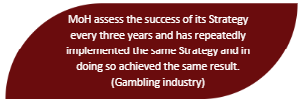 MoH assess the success of its Strategy
every three years and has repeatedly
implemented the same Strategy and in
doing so achieved the same result.
(Gambling industry)